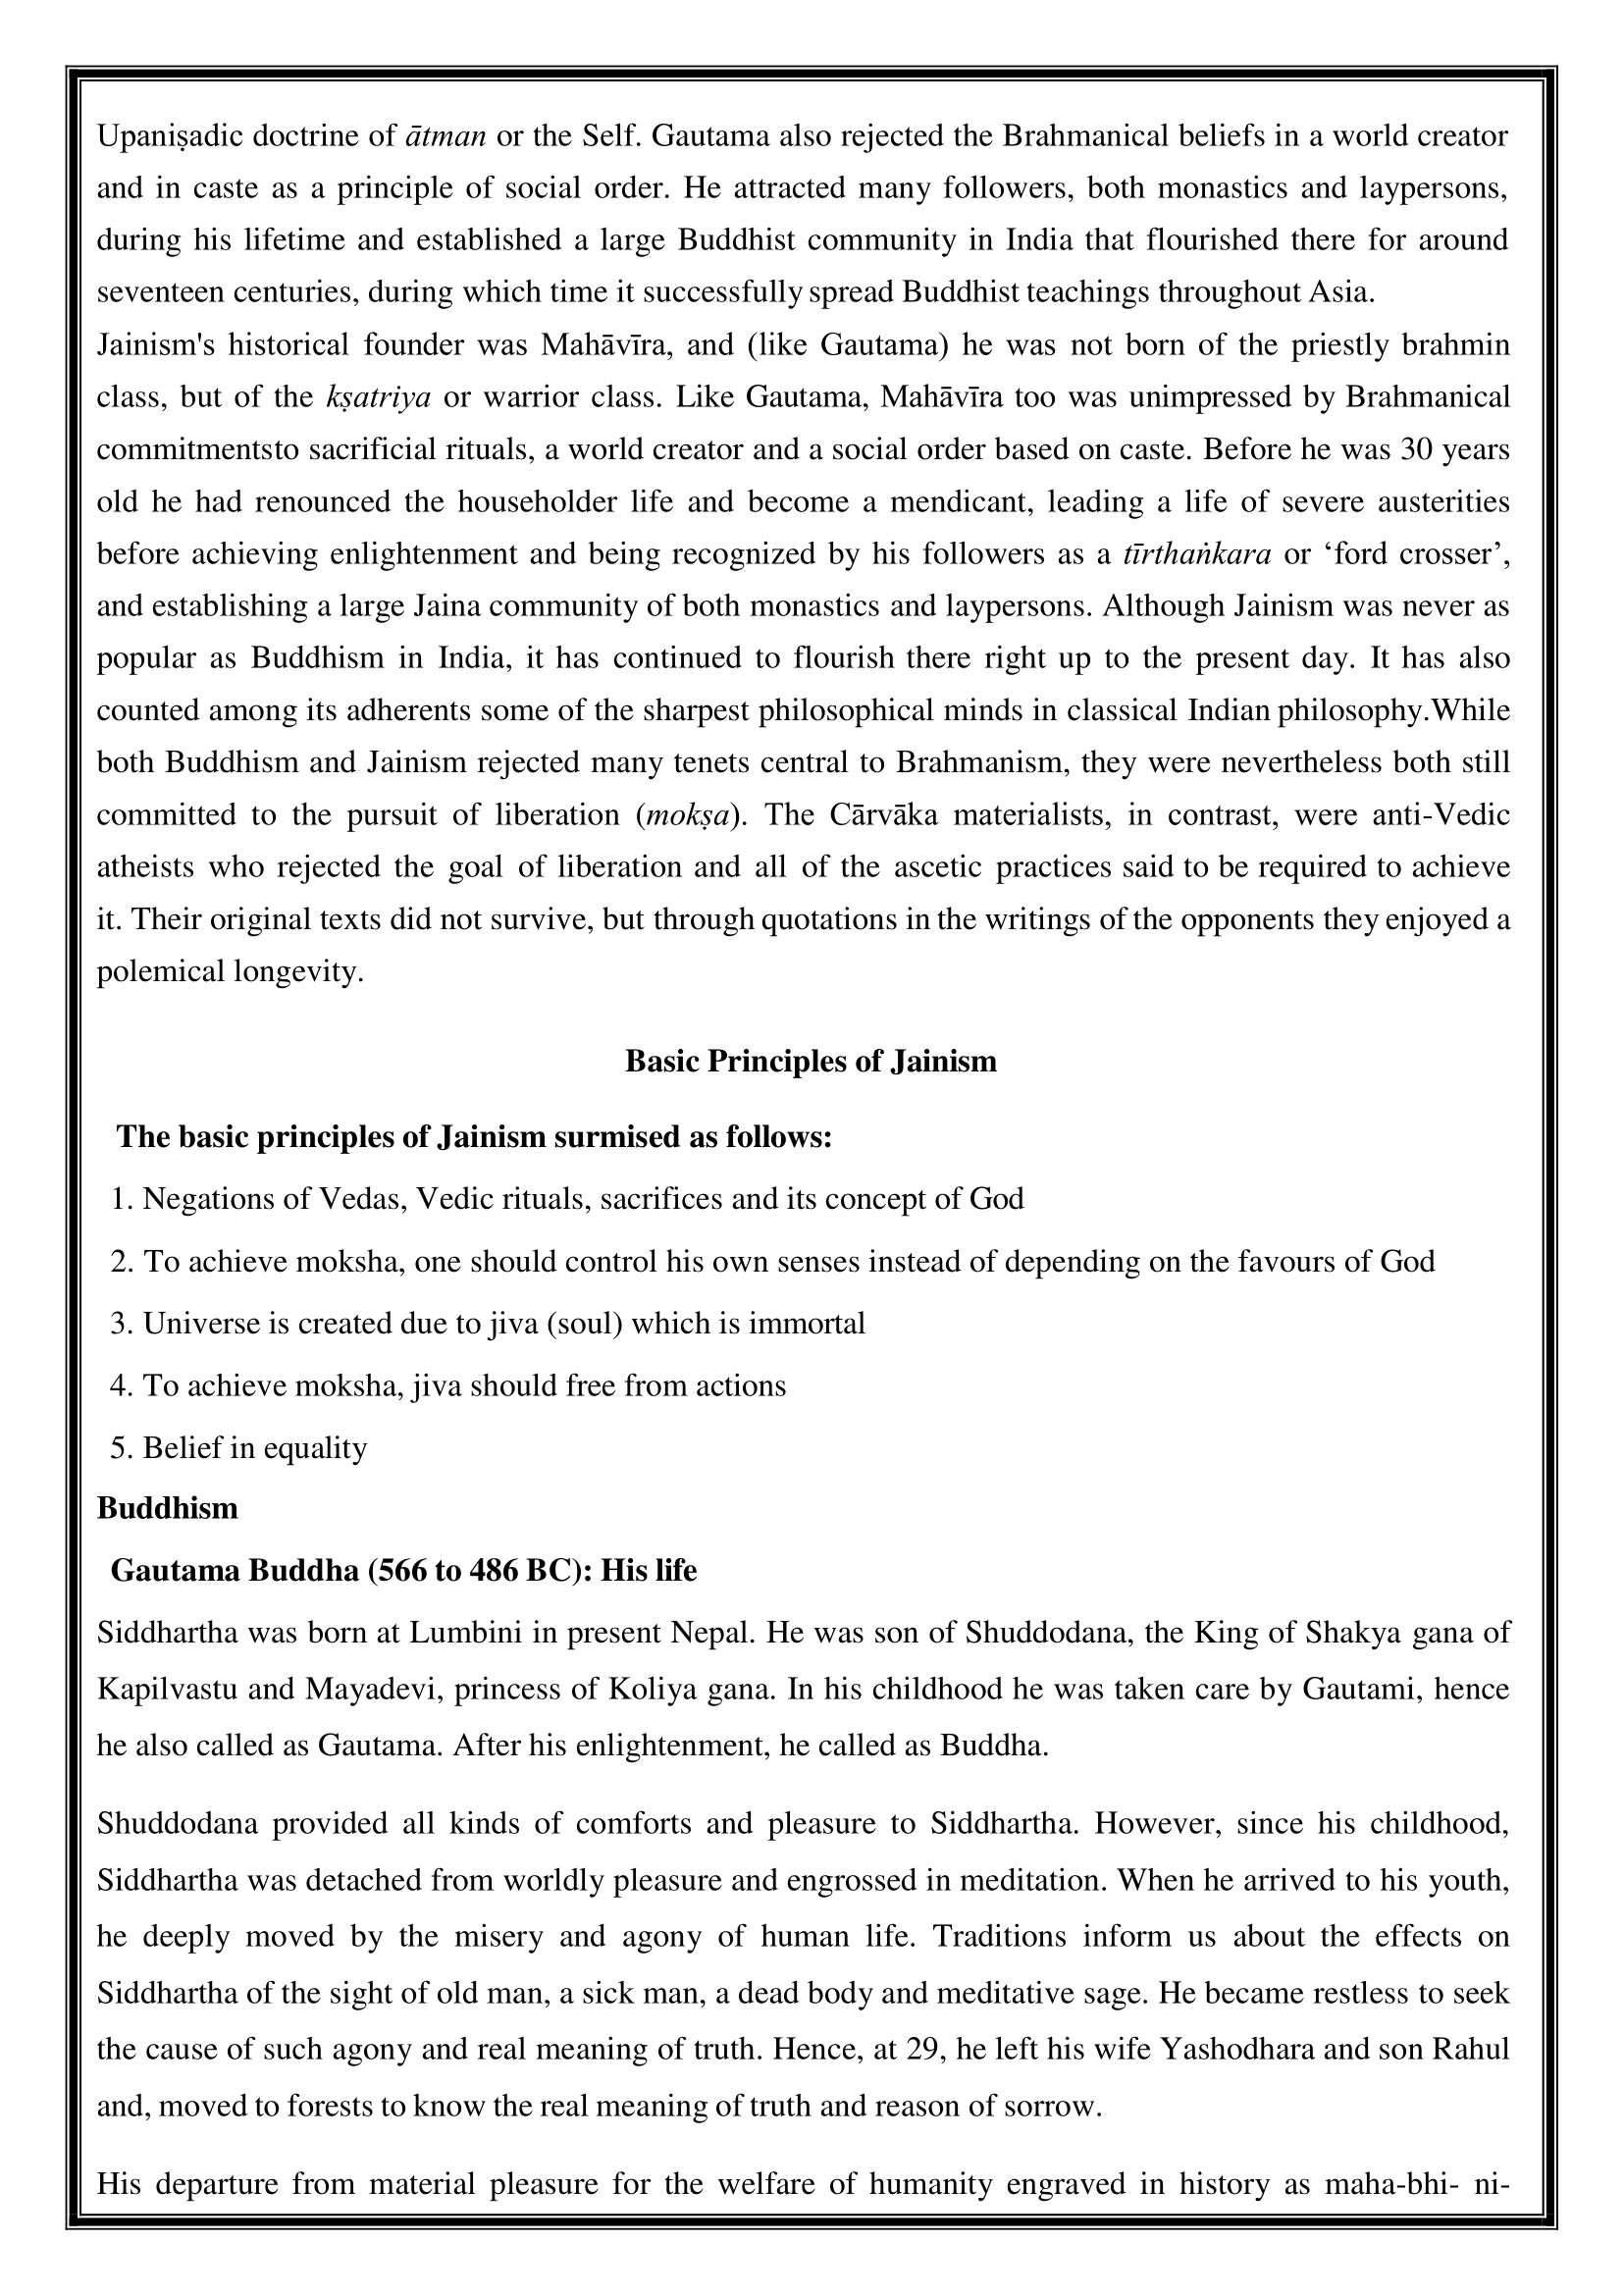 Upaniṣadic doctrine of ātman or the Self. Gautama also rejected the Brahmanical beliefs in a world creator
and in caste as a principle of social order. He attracted many followers, both monastics and laypersons,
during his lifetime and established a large Buddhist community in India that flourished there for around
seventeen centuries, during which time it successfully spread Buddhist teachings throughout Asia.
Jainism's historical founder was Mahāvīra, and (like Gautama) he was not born of the priestly brahmin
class, but of the kṣatriya or warrior class. Like Gautama, Mahāvīra too was unimpressed by Brahmanical
commitmentsto sacrificial rituals, a world creator and a social order based on caste. Before he was 30 years
old he had renounced the householder life and become a mendicant, leading a life of severe austerities
before achieving enlightenment and being recognized by his followers as a tīrthaṅkara or ‘ford crosser’,
and establishing a large Jaina community of both monastics and laypersons. Although Jainism was never as
popular as Buddhism in India, it has continued to flourish there right up to the present day. It has also
counted among its adherents some of the sharpest philosophical minds in classical Indian philosophy.While
both Buddhism and Jainism rejected many tenets central to Brahmanism, they were nevertheless both still
committed to the pursuit of liberation (mokṣa). The Cārvāka materialists, in contrast, were anti-Vedic
atheists who rejected the goal of liberation and all of the ascetic practices said to be required to achieve
it. Their original texts did not survive, but through quotations in the writings of the opponents they enjoyed a
polemical longevity.
Basic Principles of Jainism
The basic principles of Jainism surmised as follows:
1. Negations of Vedas, Vedic rituals, sacrifices and its concept of God
2. To achieve moksha, one should control his own senses instead of depending on the favours of God
3. Universe is created due to jiva (soul) which is immortal
4. To achieve moksha, jiva should free from actions
5. Belief in equality
Buddhism
Gautama Buddha (566 to 486 BC): His life
Siddhartha was born at Lumbini in present Nepal. He was son of Shuddodana, the King of Shakya gana of
Kapilvastu and Mayadevi, princess of Koliya gana. In his childhood he was taken care by Gautami, hence
he also called as Gautama. After his enlightenment, he called as Buddha.
Shuddodana provided all kinds of comforts and pleasure to Siddhartha. However, since his childhood,
Siddhartha was detached from worldly pleasure and engrossed in meditation. When he arrived to his youth,
he deeply moved by the misery and agony of human life. Traditions inform us about the effects on
Siddhartha of the sight of old man, a sick man, a dead body and meditative sage. He became restless to seek
the cause of such agony and real meaning of truth. Hence, at 29, he left his wife Yashodhara and son Rahul
and, moved to forests to know the real meaning of truth and reason of sorrow.
His departure from material pleasure for the welfare of humanity engraved in history as maha-bhi- ni-